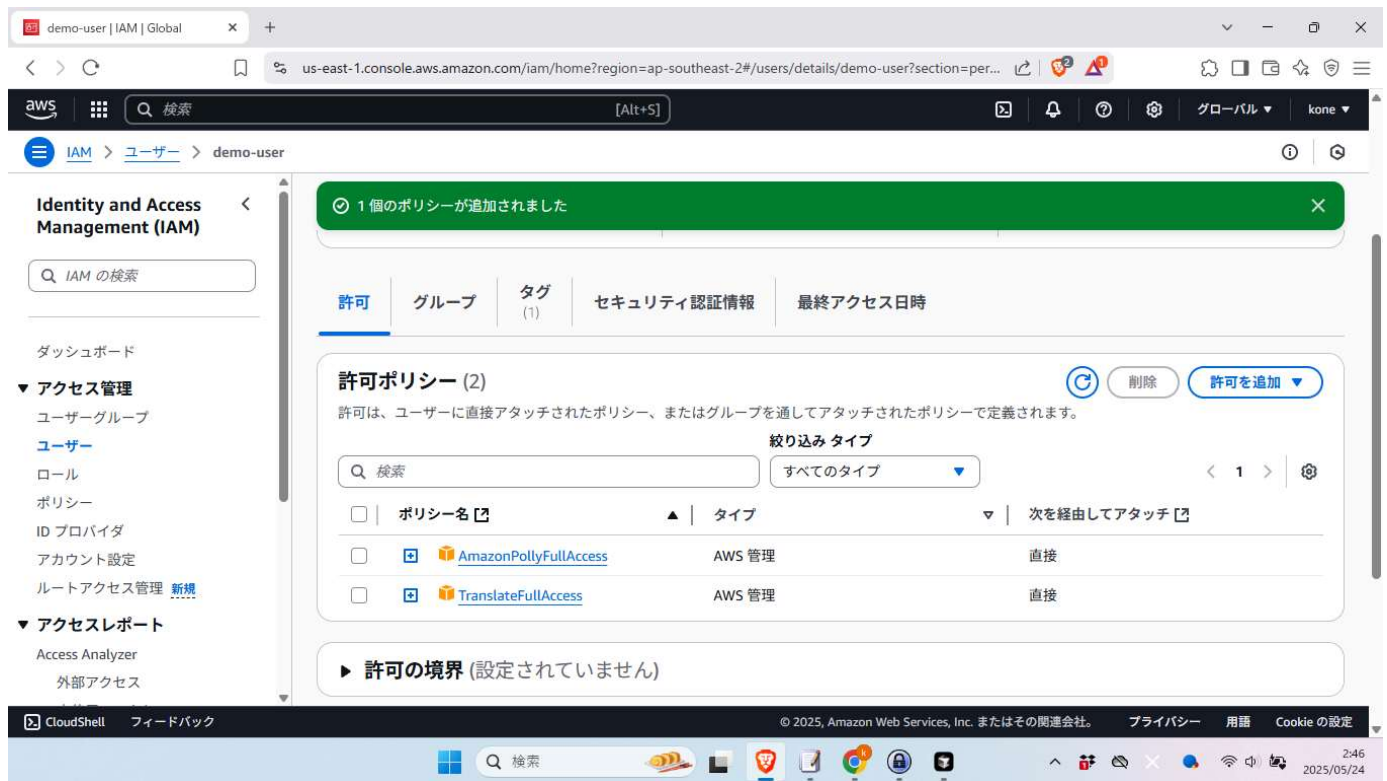 demo-user | IAM | Global
us-east-1.console.aws.amazon.com/iam/home?region=ap-southeast-2#/users/details/demo-user?section=per...
2
1
aws
検索
[Alt+S]
グローバル
kone
IAM > ユーザー > demo-user
Identity and Access Management (IAM)
IAM の検索
ダッシュボード
アクセス管理
ユーザーグループ
ユーザー
ロール
ポリシー
ID プロバイダ
アカウント設定
ルートアクセス管理 新規
アクセスレポート
Access Analyzer
外部アクセス
1 個のポリシーが追加されました
許可
グループ
タグ
(1)
セキュリティ認証情報
最終アクセス日時
許可ポリシー (2)
削除
許可を追加
許可は、ユーザーに直接アタッチされたポリシー、またはグループを通してアタッチされたポリシーで定義されます。
絞り込み タイプ
検索
すべてのタイプ
1
ポリシー名
タイプ
次を経由してアタッチ
AmazonPollyFullAccess
AWS 管理
直接
TranslateFullAccess
AWS 管理
直接
許可の境界 (設定されていません)
CloudShell
フィードバック
© 2025, Amazon Web Services, Inc. またはその関連会社。
プライバシー
用語
Cookie の設定
検索
2:46
2025/05/24